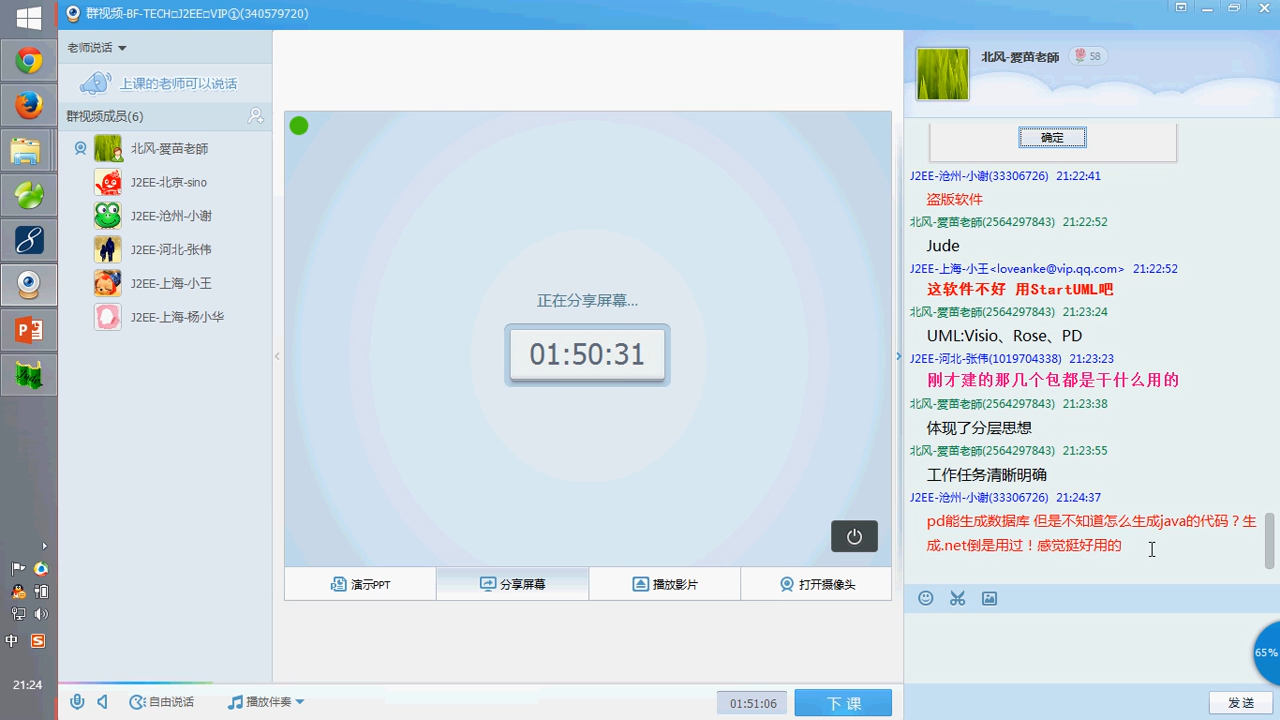 群视频-BF-TECH□J2EE□VIP①(340579720)
老师说话
上课的老师可以说话
群视频成员(6)
北风-愛苗老師
J2EE-北京-sino
J2EE-沧州-小谢
J2EE-河北-张伟
J2EE-上海-小王
J2EE-上海-杨小华
正在分享屏幕...
01:50:31
演示PPT
分享屏幕
播放影片
打开摄像头
自由说话
播放伴奏
01:51:06
下课
北风-愛苗老師
58
确定
J2EE-沧州-小谢(33306726) 21:22:41
盗版软件
北风-愛苗老師(2564297843) 21:22:52
Jude
J2EE-上海-小王<loveanke@vip.qq.com> 21:22:52
这软件不好 用StartUML吧
北风-愛苗老師(2564297843) 21:23:24
UML:Visio、Rose、PD
J2EE-河北-张伟(1019704338) 21:23:23
刚才建的那几个包都是干什么用的
北风-愛苗老師(2564297843) 21:23:38
体现了分层思想
北风-愛苗老師(2564297843) 21:23:55
工作任务清晰明确
J2EE-沧州-小谢(33306726) 21:24:37
pd能生成数据库 但是不知道怎么生成java的代码？生
成.net倒是用过！感觉挺好用的
65%
发送
中
21:24